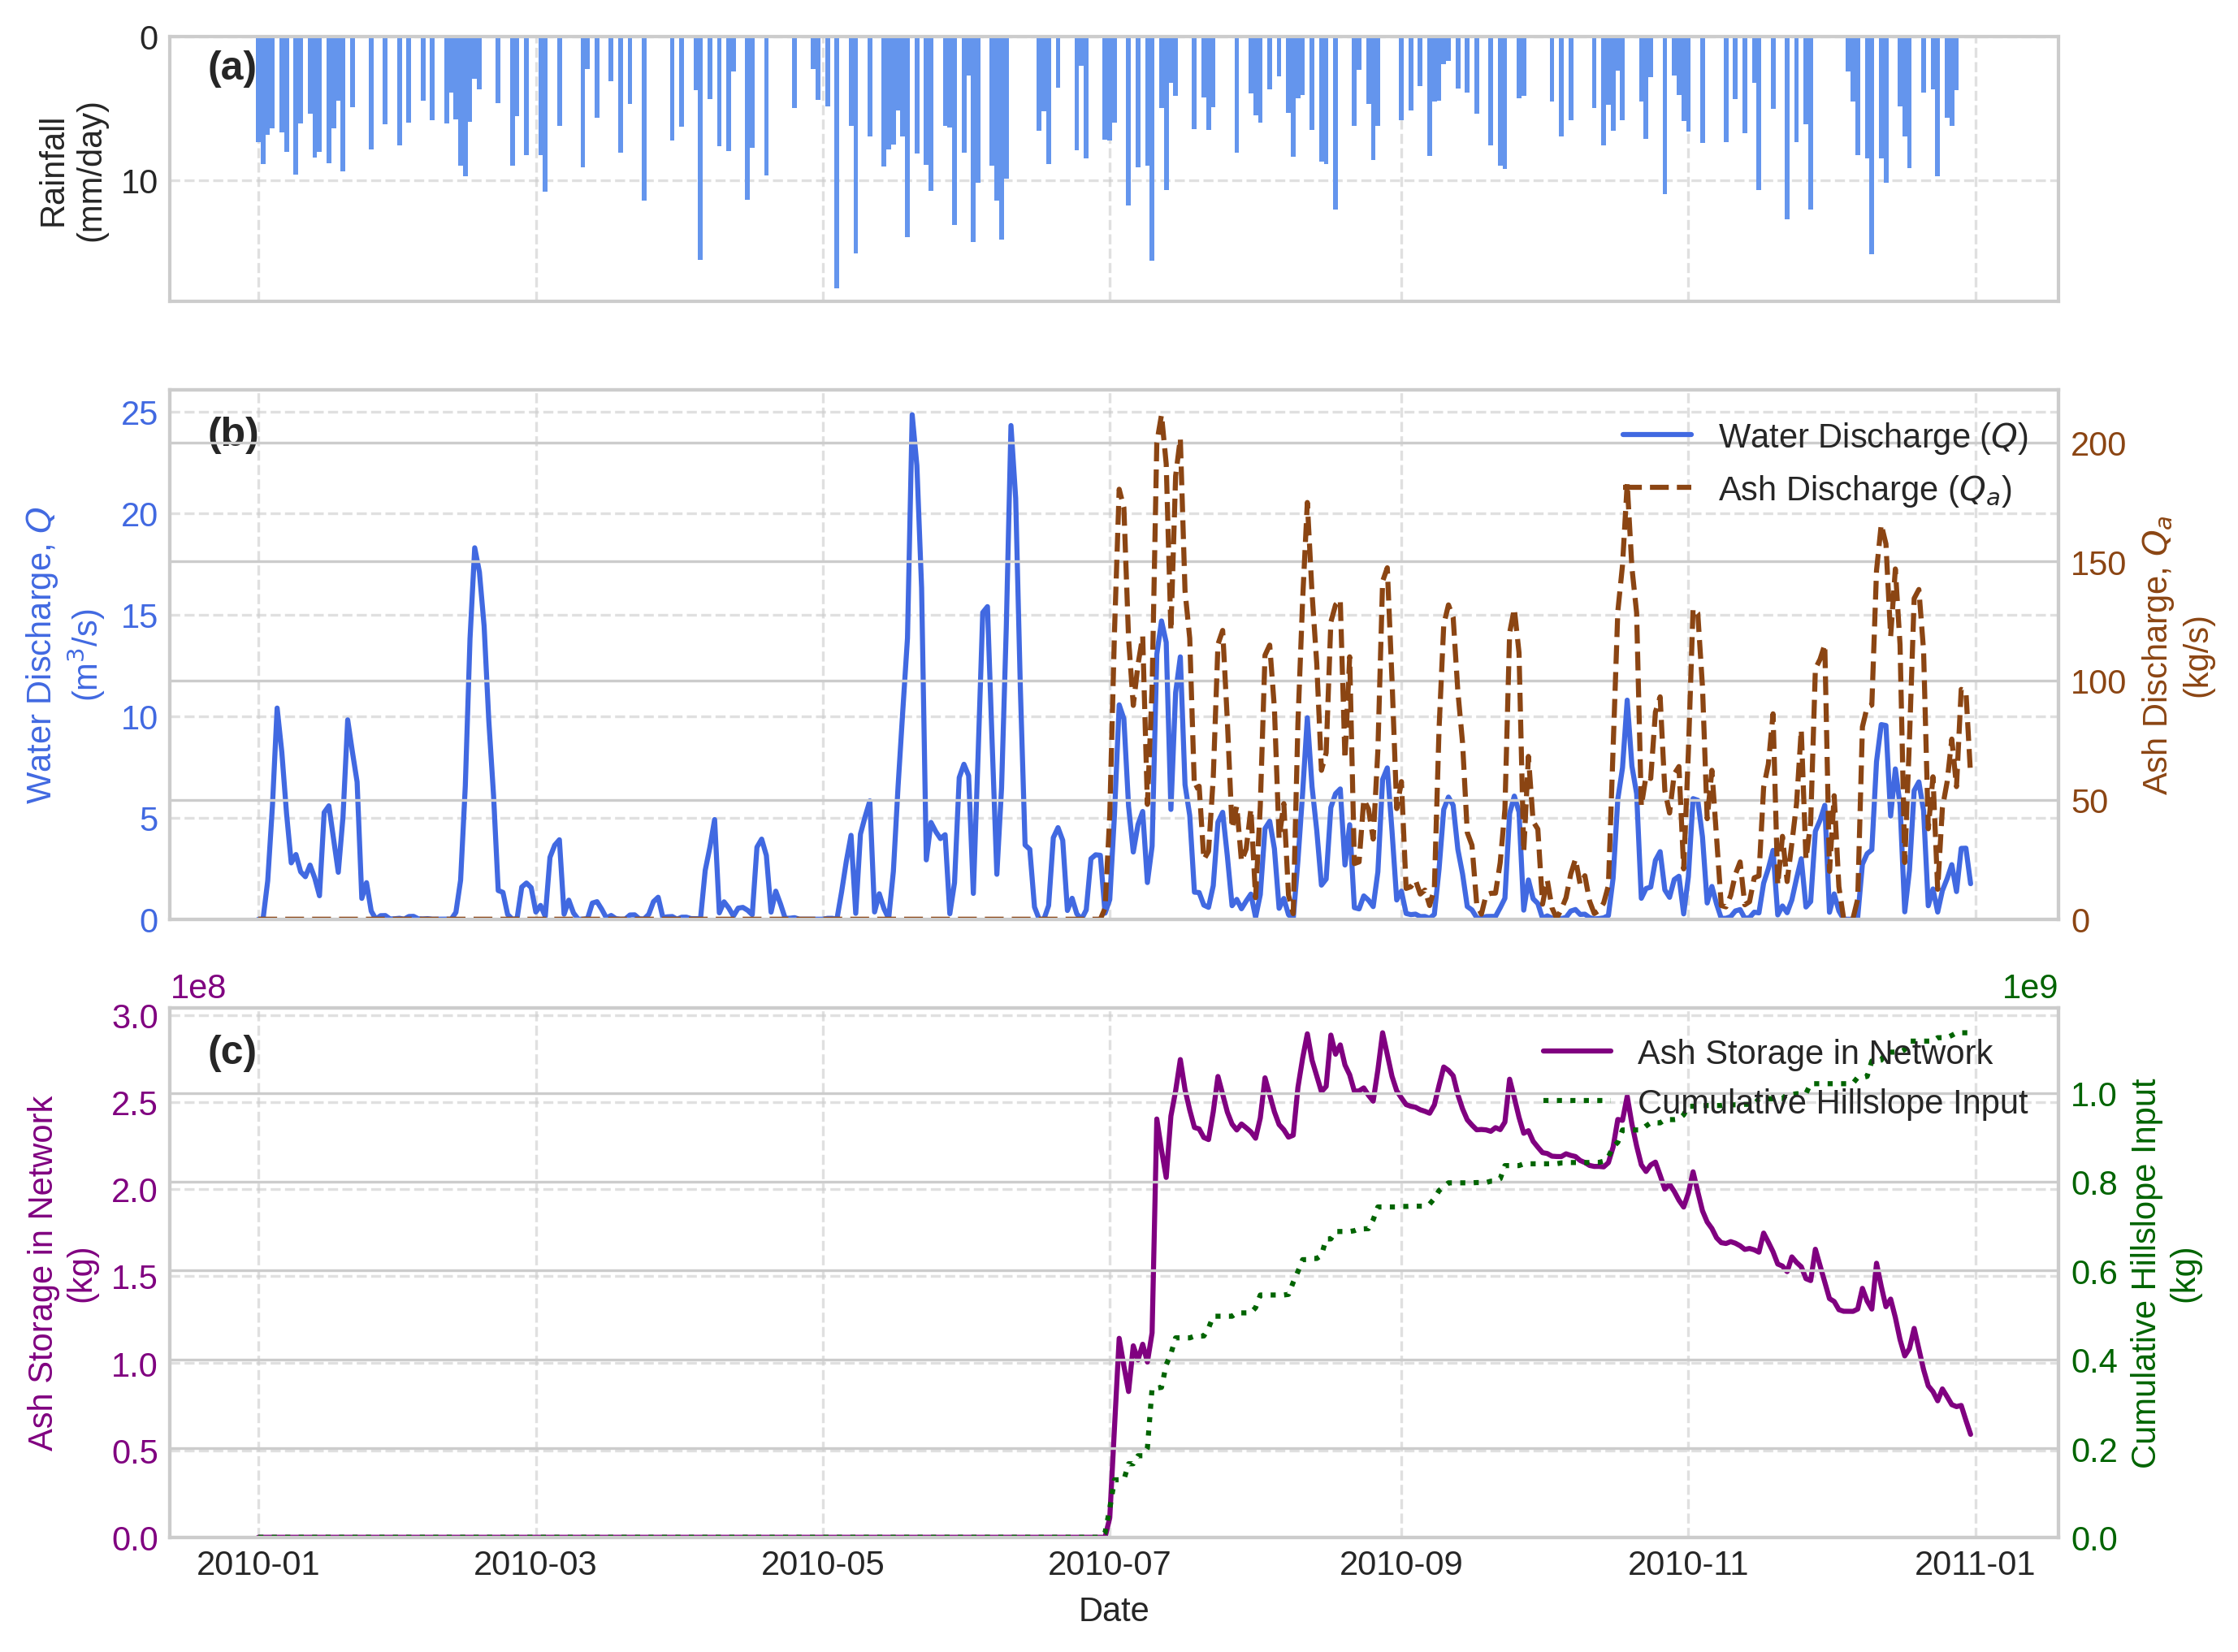 0
10
Rainfall
(mm/day)
(a)
25
20
15
10
5
0
Water Discharge, Q
(m³/s)
(b)
Water Discharge (Q)
Ash Discharge (Qₐ)
200
150
100
50
0
Ash Discharge, Qₐ
(kg/s)
1e8
1e9
3.0
2.5
2.0
1.5
1.0
0.5
0.0
Ash Storage in Network
(kg)
(c)
Ash Storage in Network
Cumulative Hillslope Input
1.0
0.8
0.6
0.4
0.2
0.0
Cumulative Hillslope Input
(kg)
2010-01 2010-03 2010-05 2010-07 2010-09 2010-11 2011-01
Date